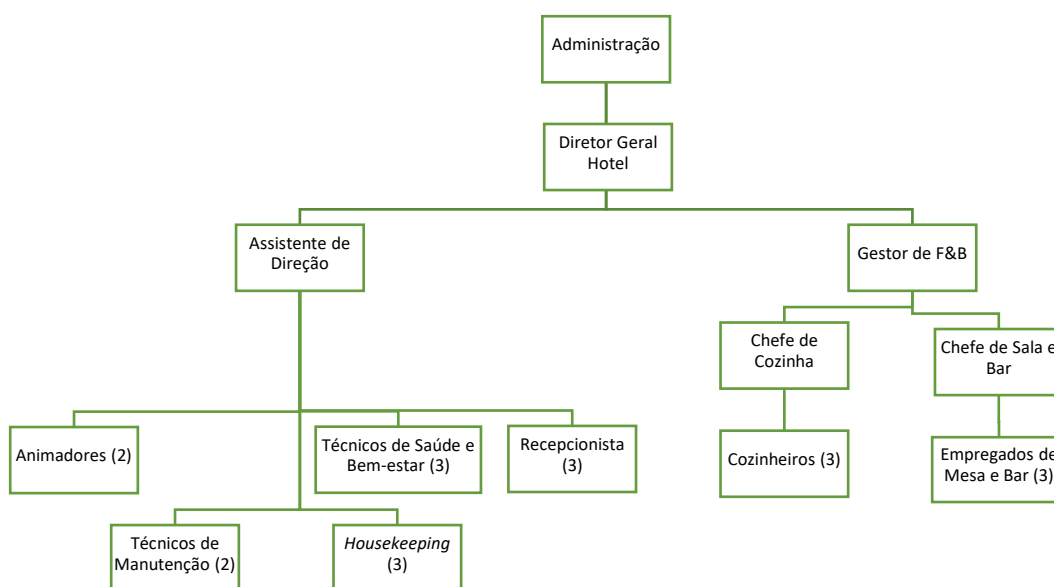 Administração
Diretor Geral
Hotel
Assistente de
Direção
Gestor de F&B
Chefe de
Cozinha
Chefe de Sala e
Bar
Animadores (2)
Técnicos de Saúde e
Bem-estar (3)
Recepcionista
(3)
Cozinheiros (3)
Empregados de
Mesa e Bar (3)
Técnicos de
Manutenção (2)
Housekeeping
(3)